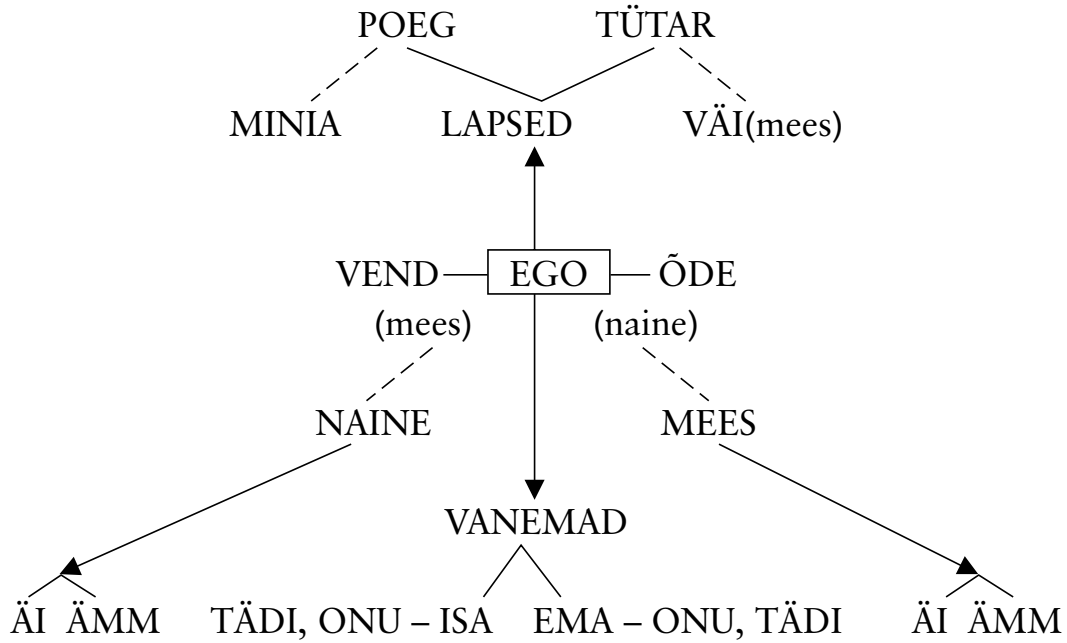 POEG TÜTAR
MINIA LAPSED VÄI(mees)
VEND EGO ÕDE
(mees) (naine)
NAINE MEES
VANEMAD
ÄI ÄMM TÄDI, ONU – ISA EMA – ONU, TÄDI ÄI ÄMM